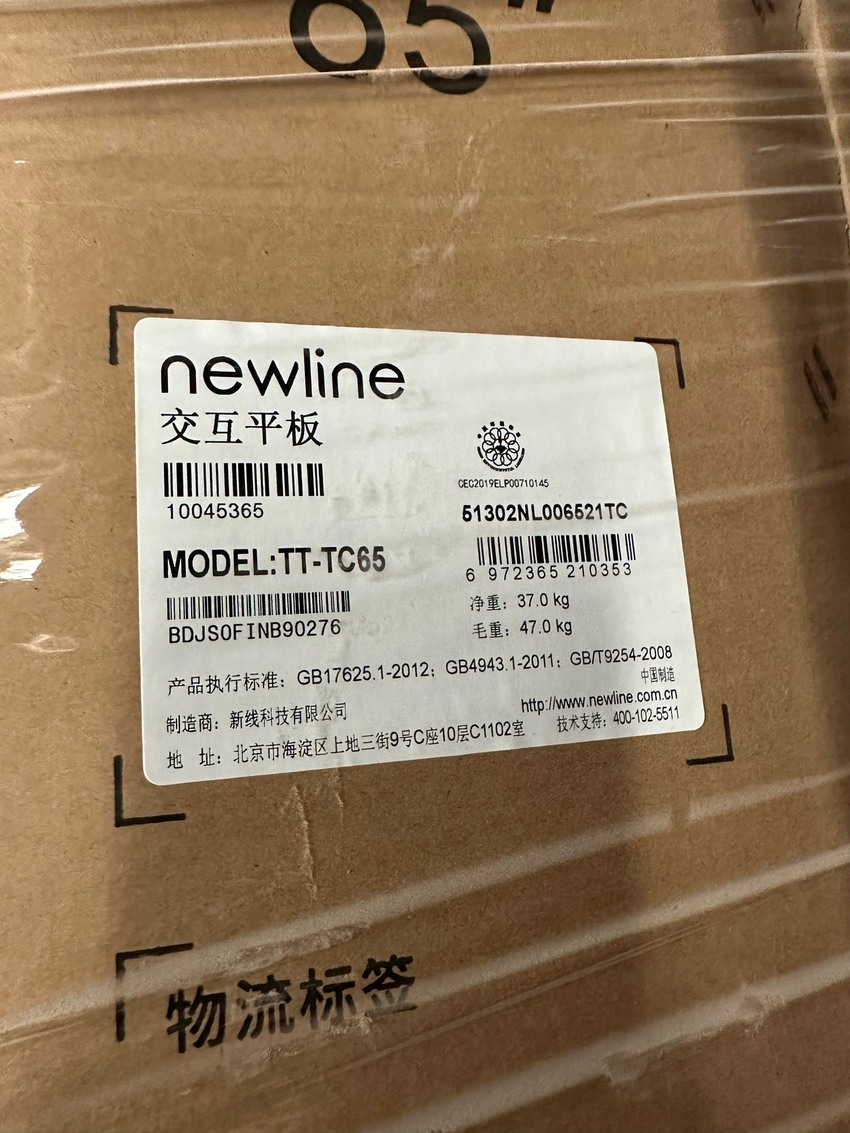 65"
newline
交互平板
10045365
MODEL:TT-TC65
BDJS0FINB90276
CEC2019ELP00710145
51302NL006521TC
6 972365 210353
净重：37.0 kg
毛重：47.0 kg
产品执行标准：GB17625.1-2012；GB4943.1-2011；GB/T9254-2008
中国制造
制造商：新线科技有限公司
http://www.newline.com.cn
地 址：北京市海淀区上地三街9号C座10层C1102室
技术支持：400-102-5511
物流标签